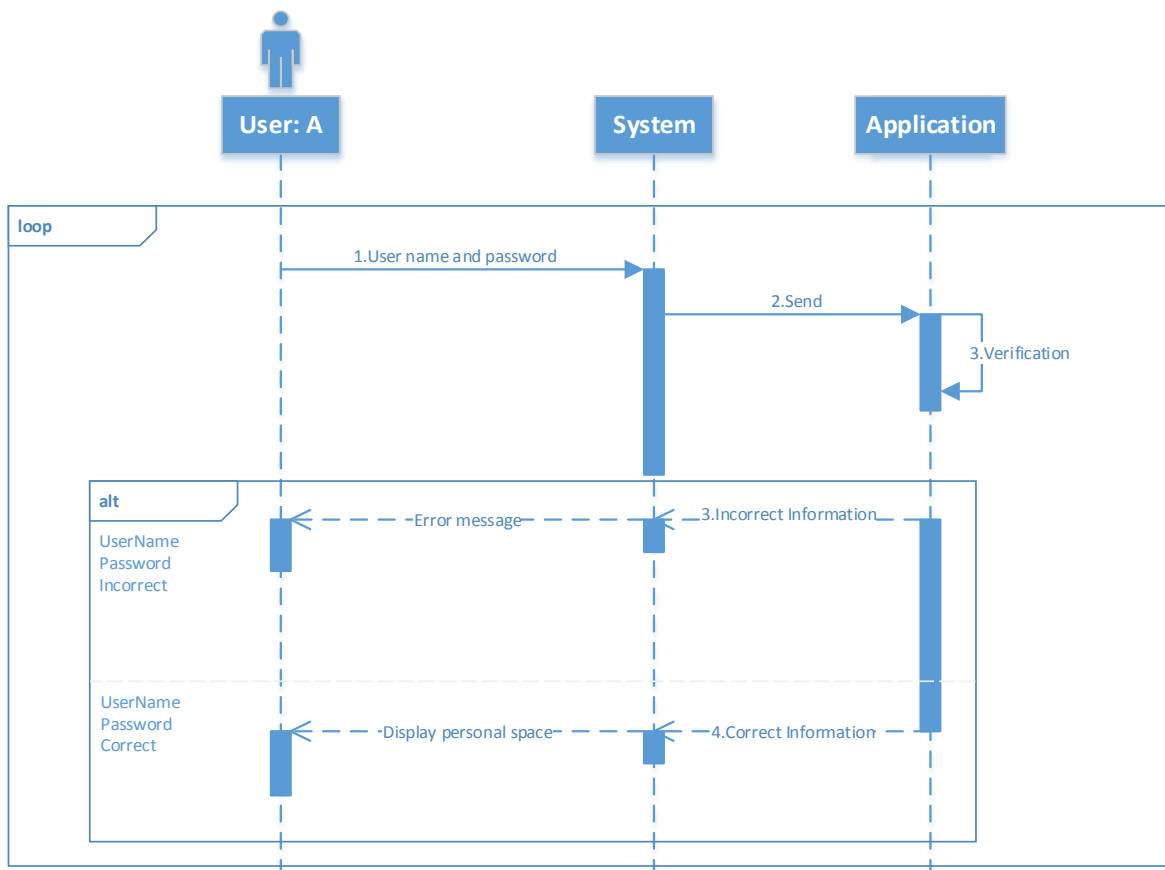 User: A
System
Application
loop
1.User name and password
2.Send
3.Verification
alt
Error message
3.Incorrect Information
UserName
Password
Incorrect
UserName
Password
Correct
Display personal space
4.Correct Information